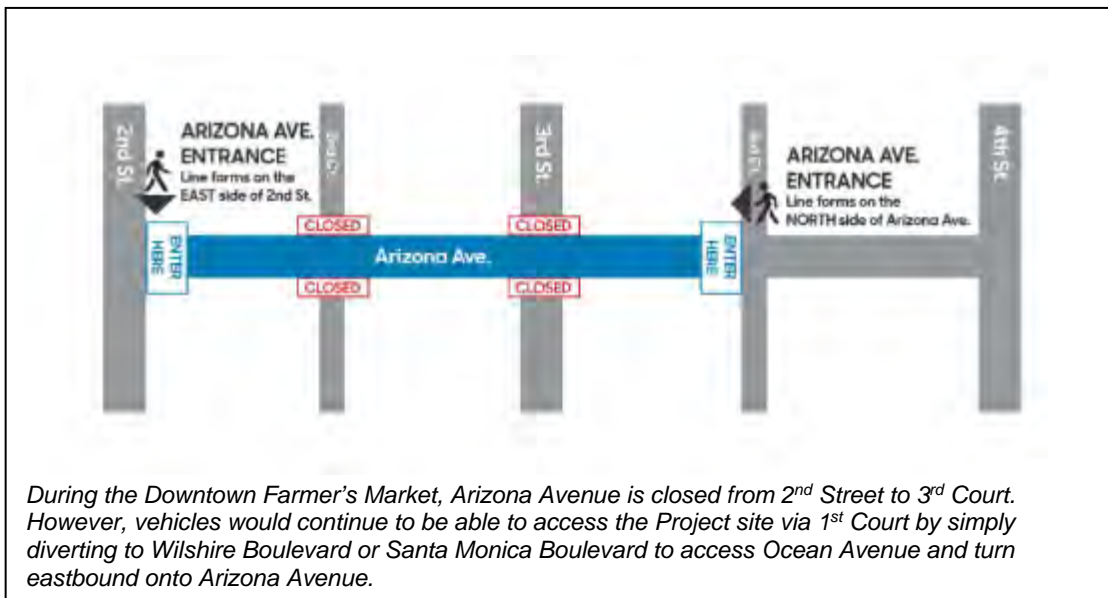 2nd St.
ARIZONA AVE.
ENTRANCE
Line forms on the
EAST side of 2nd St.
3rd St.
4th St.
ARIZONA AVE.
ENTRANCE
Line forms on the
NORTH side of Arizona Ave.
CLOSED
CLOSED
ENTER
HERE
Arizona Ave.
ENTER
HERE
CLOSED
CLOSED
During the Downtown Farmer’s Market, Arizona Avenue is closed from 2nd Street to 3rd Court.
However, vehicles would continue to be able to access the Project site via 1st Court by simply
diverting to Wilshire Boulevard or Santa Monica Boulevard to access Ocean Avenue and turn
eastbound onto Arizona Avenue.